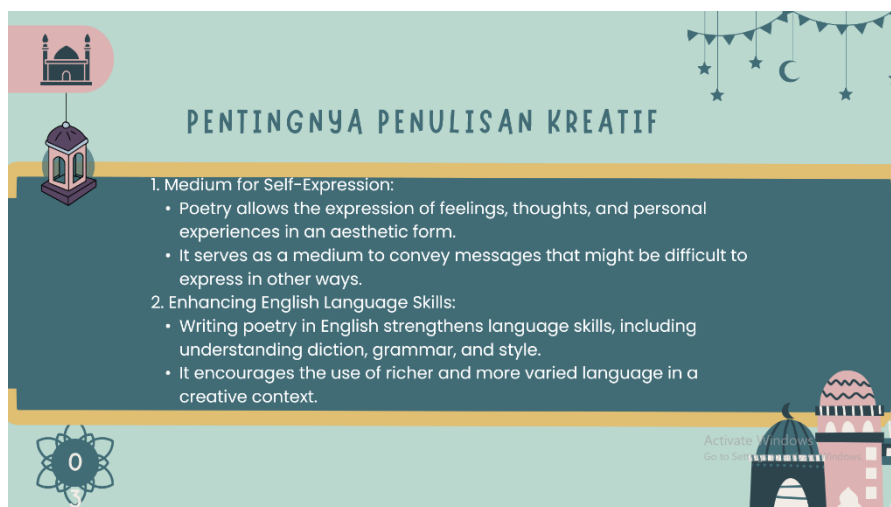 PENTINGNYA PENULISAN KREATIF
1. Medium for Self-Expression:
• Poetry allows the expression of feelings, thoughts, and personal
experiences in an aesthetic form.
• It serves as a medium to convey messages that might be difficult to
express in other ways.
2. Enhancing English Language Skills:
• Writing poetry in English strengthens language skills, including
understanding diction, grammar, and style.
• It encourages the use of richer and more varied language in a
creative context.
Activate Windows
Go to Windows.
0
3